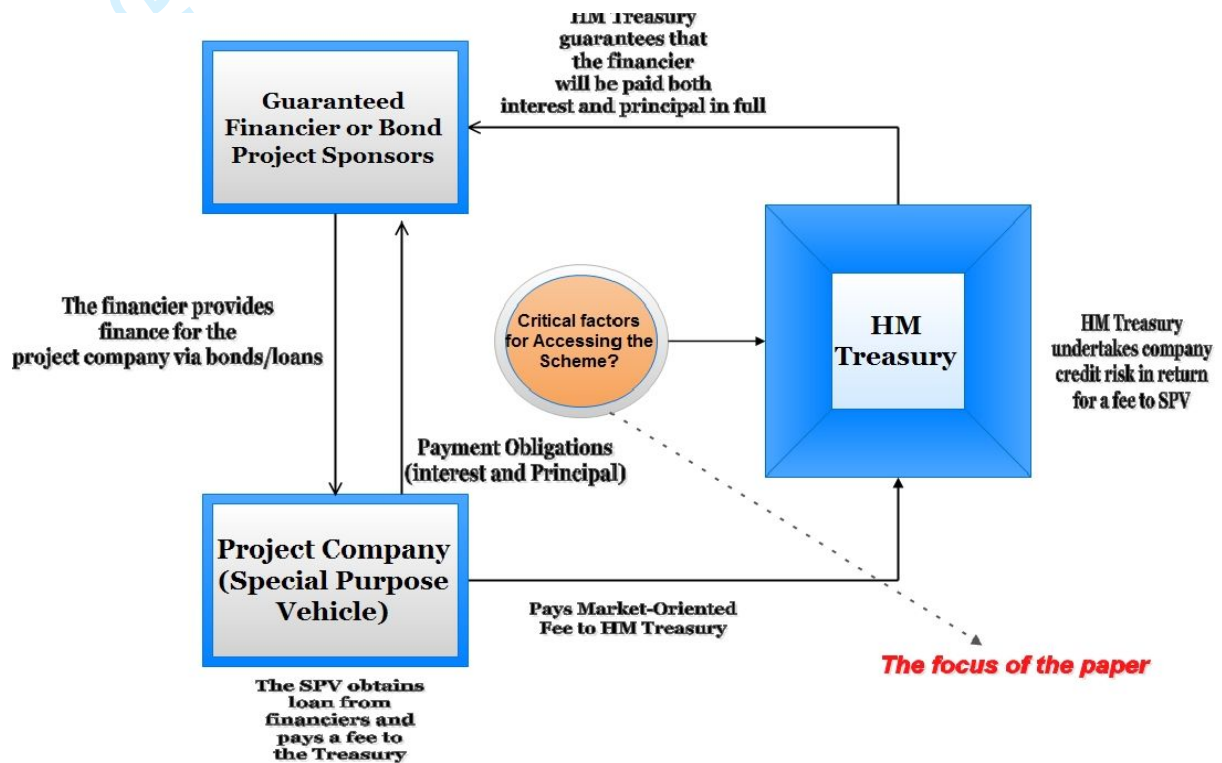 HM Treasury
guarantees that
the financier
will be paid both
interest and principal in full
Guaranteed
Financier or Bond
Project Sponsors
The financier provides
finance for the
project company via bonds/loans
Critical factors
for Accessing the
Scheme?
HM
Treasury
HM Treasury
undertakes company
credit risk in return
for a fee to SPV
Payment Obligations
(interest and Principal)
Project Company
(Special Purpose
Vehicle)
Pays Market-Oriented
Fee to HM Treasury
The focus of the paper
The SPV obtains
loan from
financiers and
pays a fee to
the Treasury